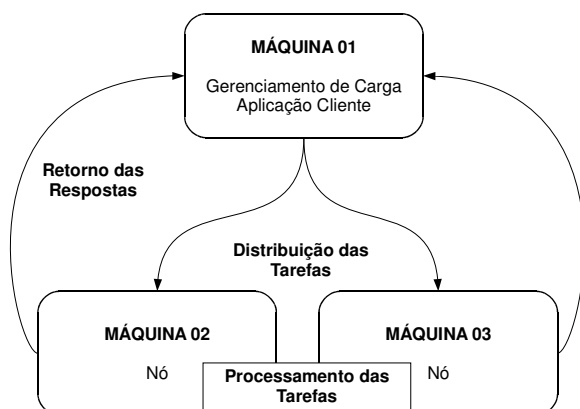 MÁQUINA 01
Gerenciamento de Carga
Aplicação Cliente
Retorno das
Respostas
Distribuição das
Tarefas
MÁQUINA 02
Nó
MÁQUINA 03
Nó
Processamento das
Tarefas